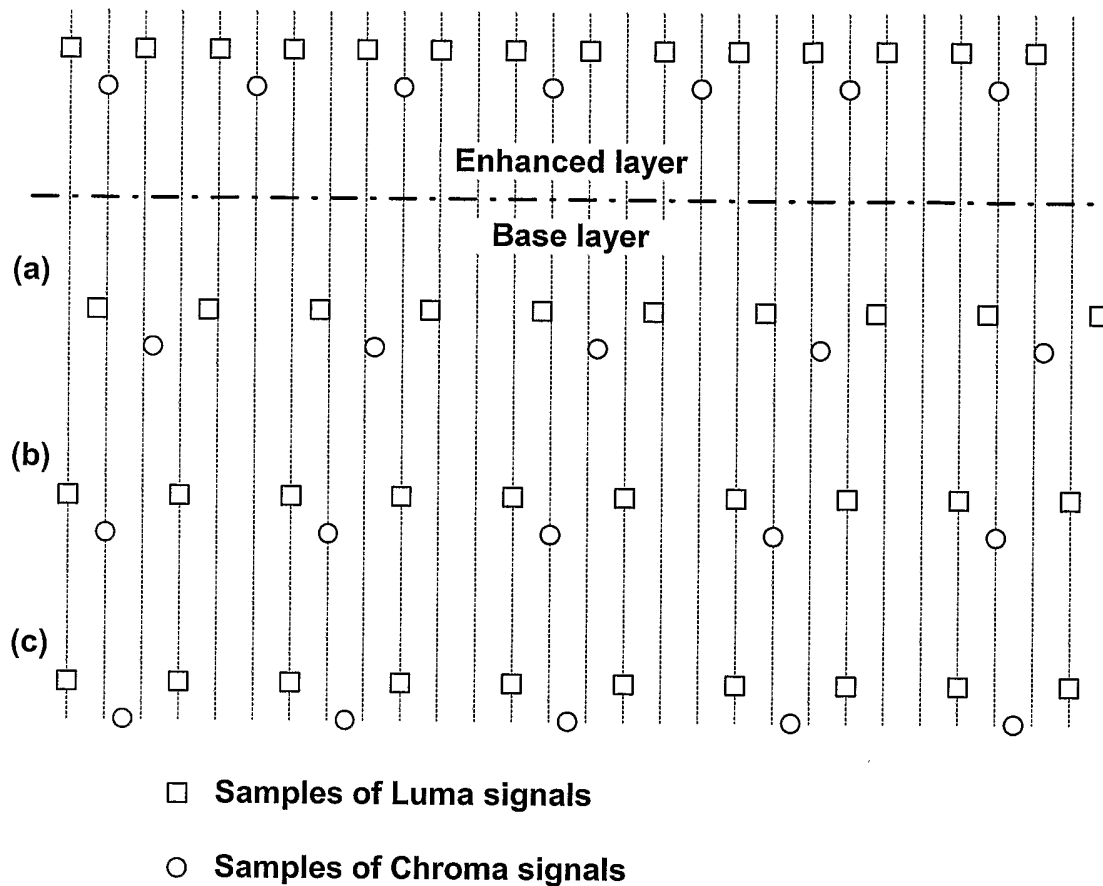 Enhanced layer
Base layer
(a)
(b)
(c)
Samples of Luma signals
Samples of Chroma signals